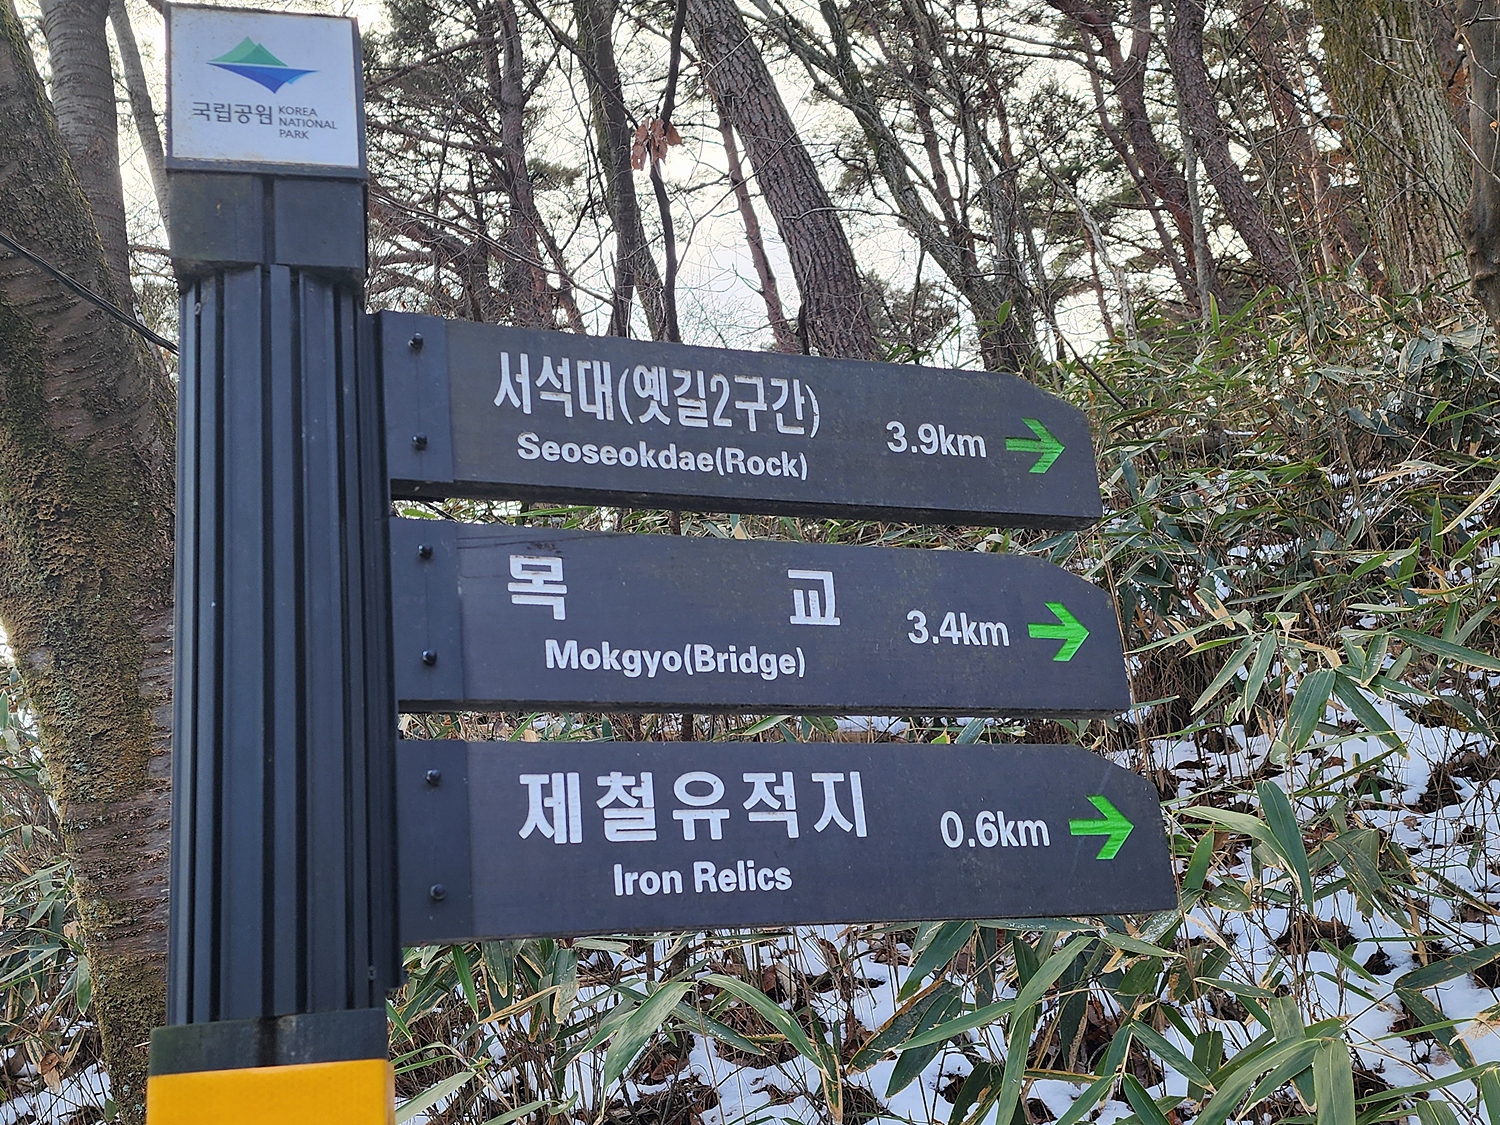 국립공원 KOREA
NATIONAL
PARK
서석대(옛길2구간)
Seoseokdae(Rock)
3.9km
목 교
Mokgyo(Bridge)
3.4km
제철유적지
Iron Relics
0.6km